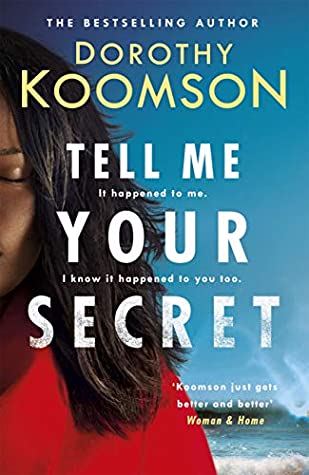 THE BESTSELLING AUTHOR
DOROTHY
KOOMSON
TELL ME
It happened to me.
YOUR
I know it happened to you too.
SECRET
‘Koomson just gets
better and better’
Woman & Home